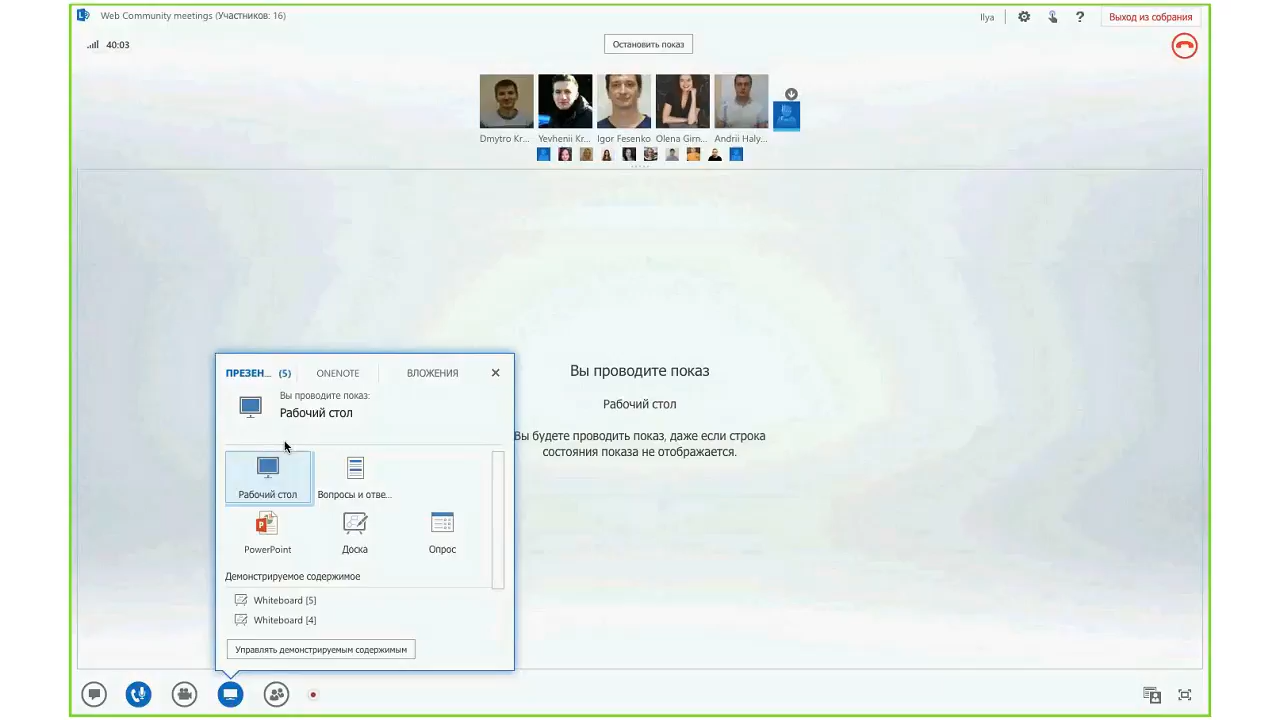 Web Community meetings (Участников: 16)
Ilya
?
Выход из собрания
40:03
Остановить показ
Dmytro Kr...
Yevhenii Kr...
Igor Fesenko
Olena Girn...
Andrii Haly...
ПРЕЗЕН... (5)
ONENOTE
ВЛОЖЕНИЯ
Вы проводите показ:
Рабочий стол
Рабочий стол
Вопросы и отве...
PowerPoint
Доска
Опрос
Демонстрируемое содержимое
Whiteboard [5]
Whiteboard [4]
Управлять демонстрируемым содержимым
Вы проводите показ
Рабочий стол
Вы будете проводить показ, даже если строка
состояния показа не отображается.